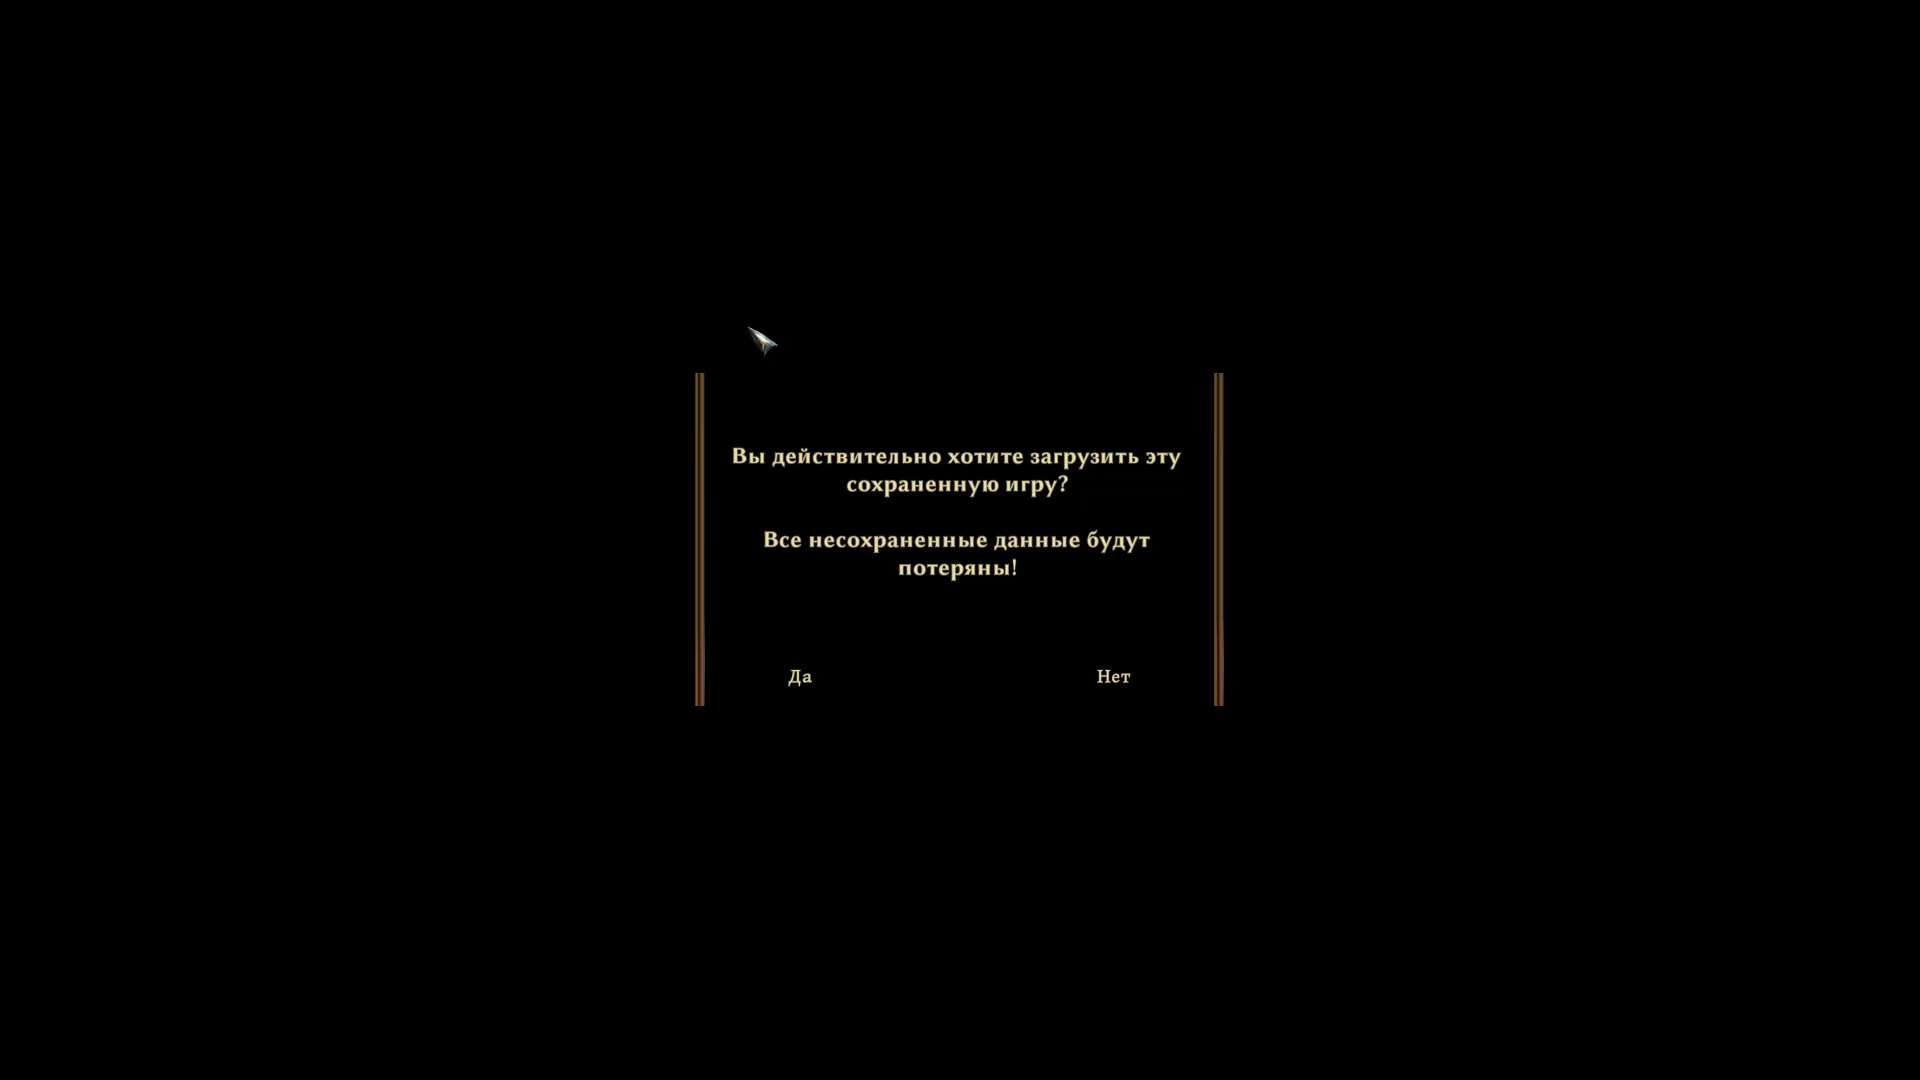 Вы действительно хотите загрузить эту
сохраненную игру?
Все несохраненные данные будут
потеряны!
Да
Нет